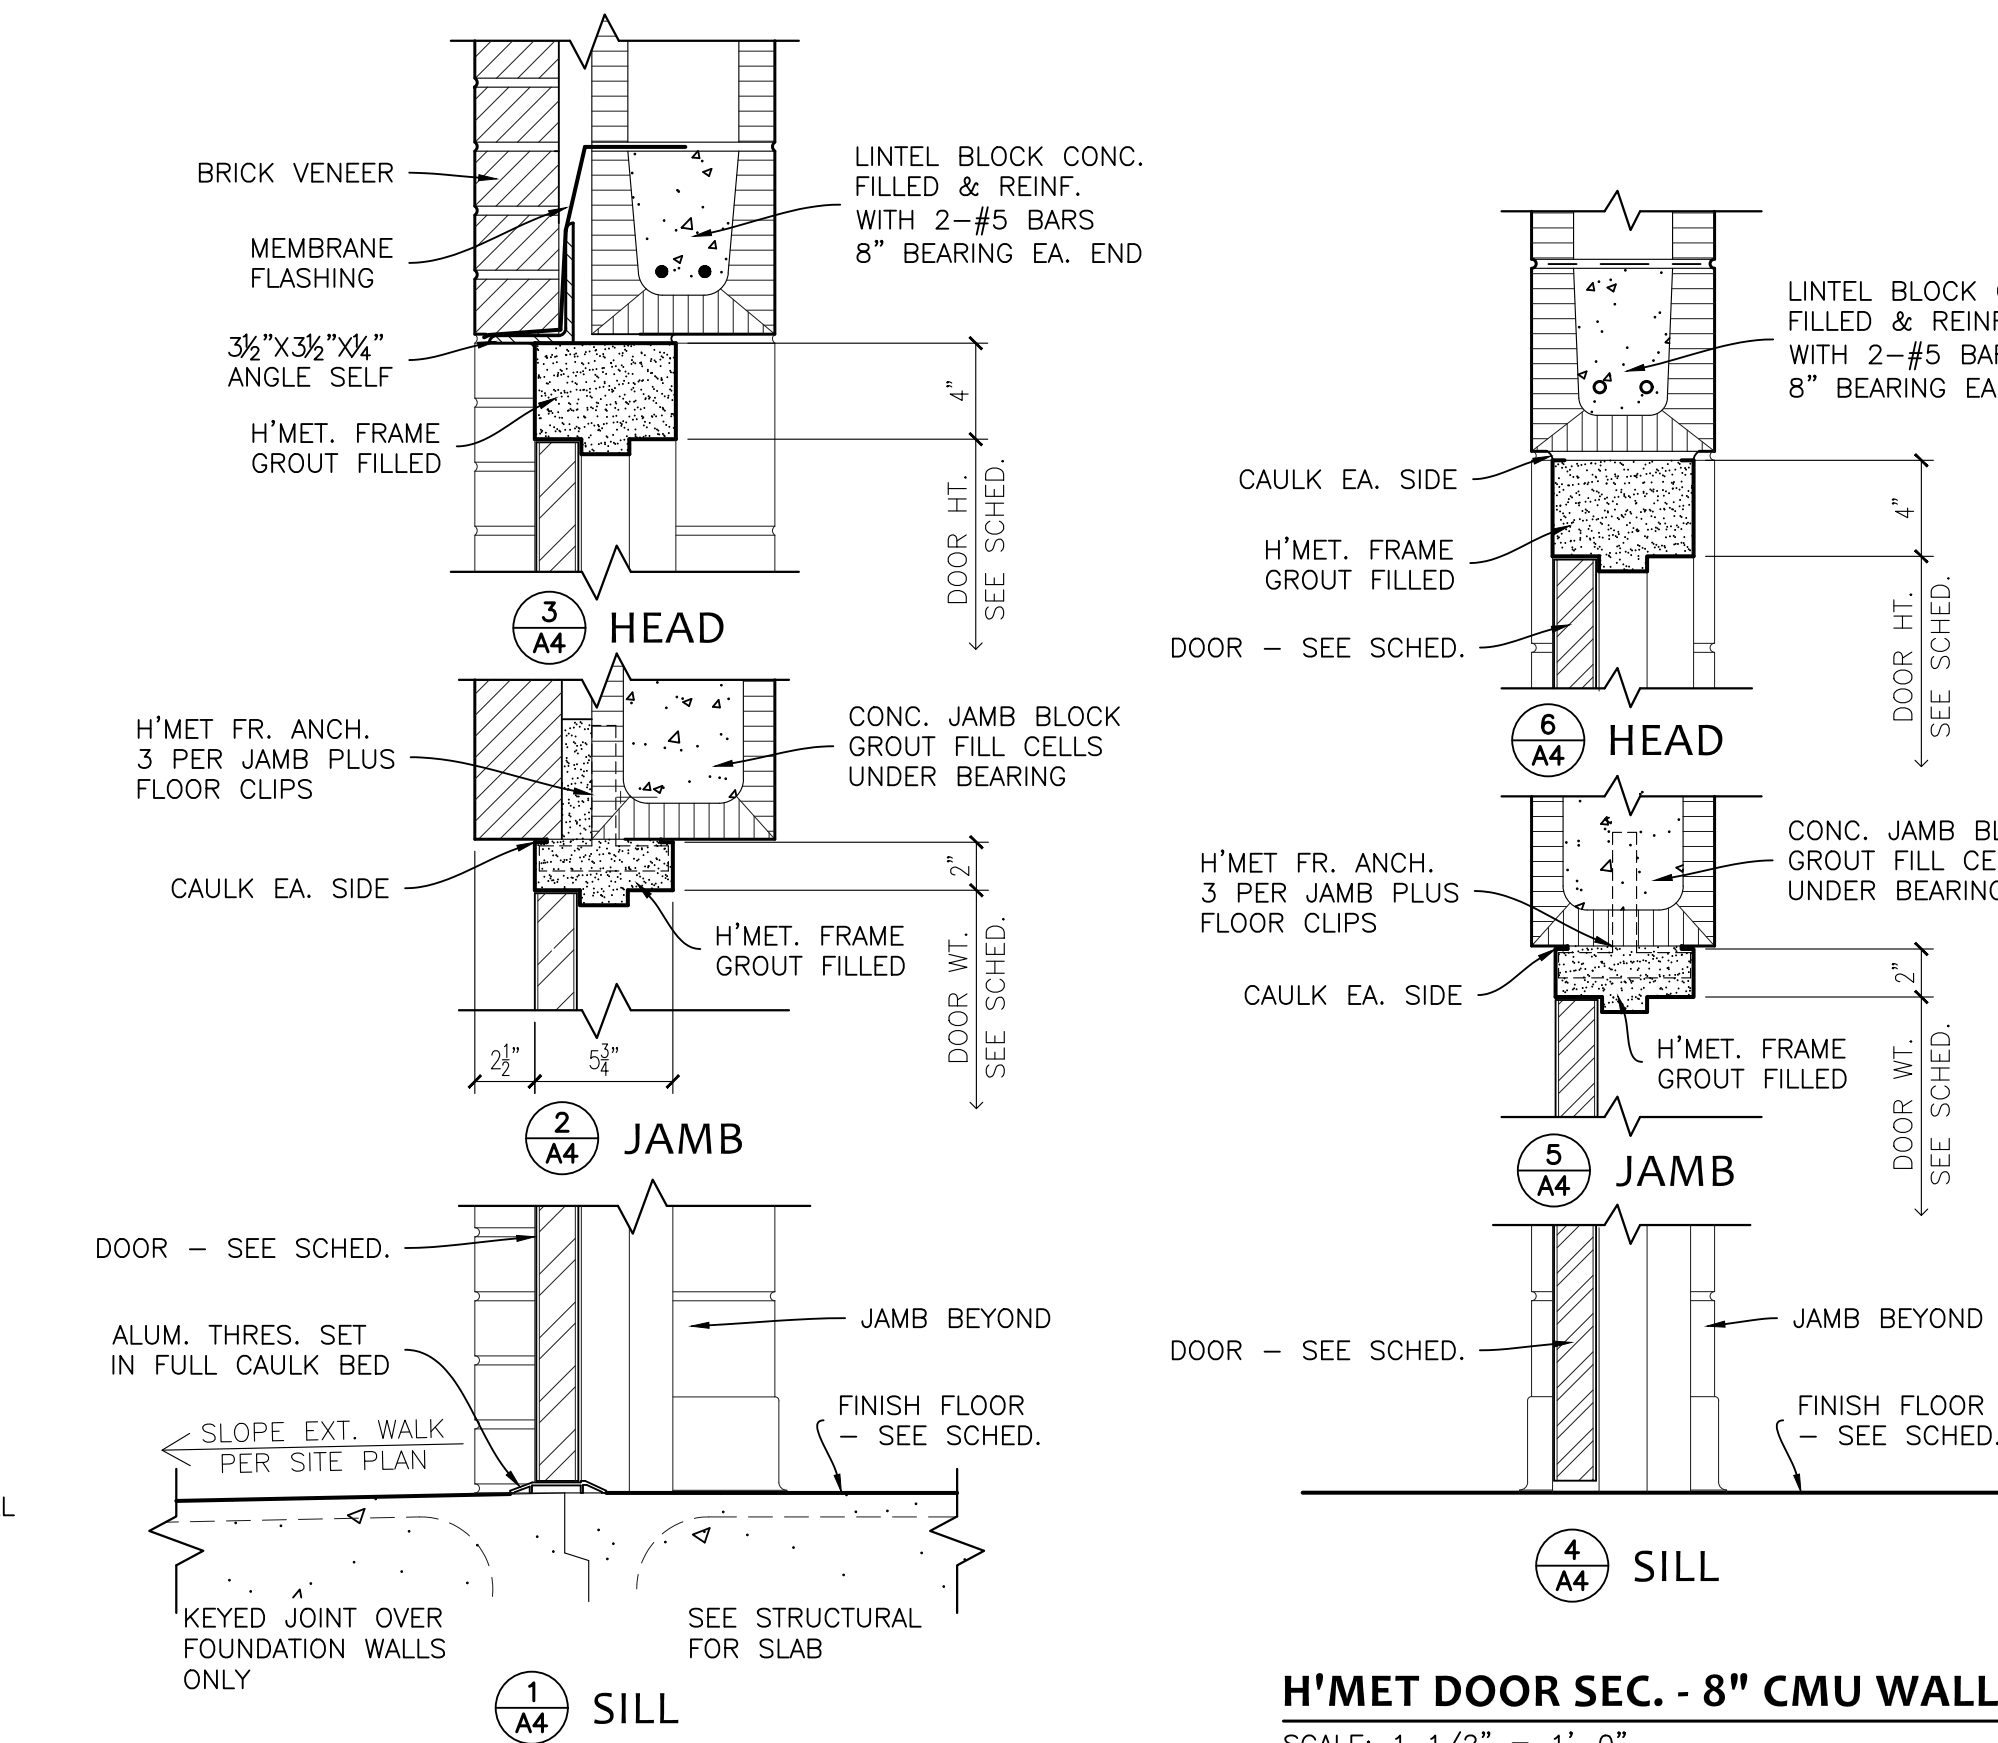 BRICK VENEER
MEMBRANE
FLASHING
3½"X3½"X¼"
ANGLE SELF
H'MET. FRAME
GROUT FILLED
LINTEL BLOCK CONC.
FILLED & REINF.
WITH 2-#5 BARS
8" BEARING EA. END
4"
DOOR HT.
SEE SCHED.
3
A4
HEAD
H'MET FR. ANCH.
3 PER JAMB PLUS
FLOOR CLIPS
CAULK EA. SIDE
CONC. JAMB BLOCK
GROUT FILL CELLS
UNDER BEARING
H'MET. FRAME
GROUT FILLED
2"
DOOR WT.
SEE SCHED.
2½"
5¾"
2
A4
JAMB
DOOR - SEE SCHED.
ALUM. THRES. SET
IN FULL CAULK BED
SLOPE EXT. WALK
PER SITE PLAN
JAMB BEYOND
FINISH FLOOR
- SEE SCHED.
KEYED JOINT OVER
FOUNDATION WALLS
ONLY
SEE STRUCTURAL
FOR SLAB
1
A4
SILL
LINTEL BLOCK
FILLED & REINF
WITH 2-#5 BAR
8" BEARING EA
CAULK EA. SIDE
H'MET. FRAME
GROUT FILLED
DOOR - SEE SCHED.
4"
DOOR HT.
SEE SCHED.
6
A4
HEAD
H'MET FR. ANCH.
3 PER JAMB PLUS
FLOOR CLIPS
CAULK EA. SIDE
CONC. JAMB BL
GROUT FILL CE
UNDER BEARING
H'MET. FRAME
GROUT FILLED
2"
DOOR WT.
SEE SCHED.
5
A4
JAMB
DOOR - SEE SCHED.
JAMB BEYOND
FINISH FLOOR
- SEE SCHED.
4
A4
SILL
H'MET DOOR SEC. - 8" CMU WALL
SCALE: 1 1/2" = 1'-0"